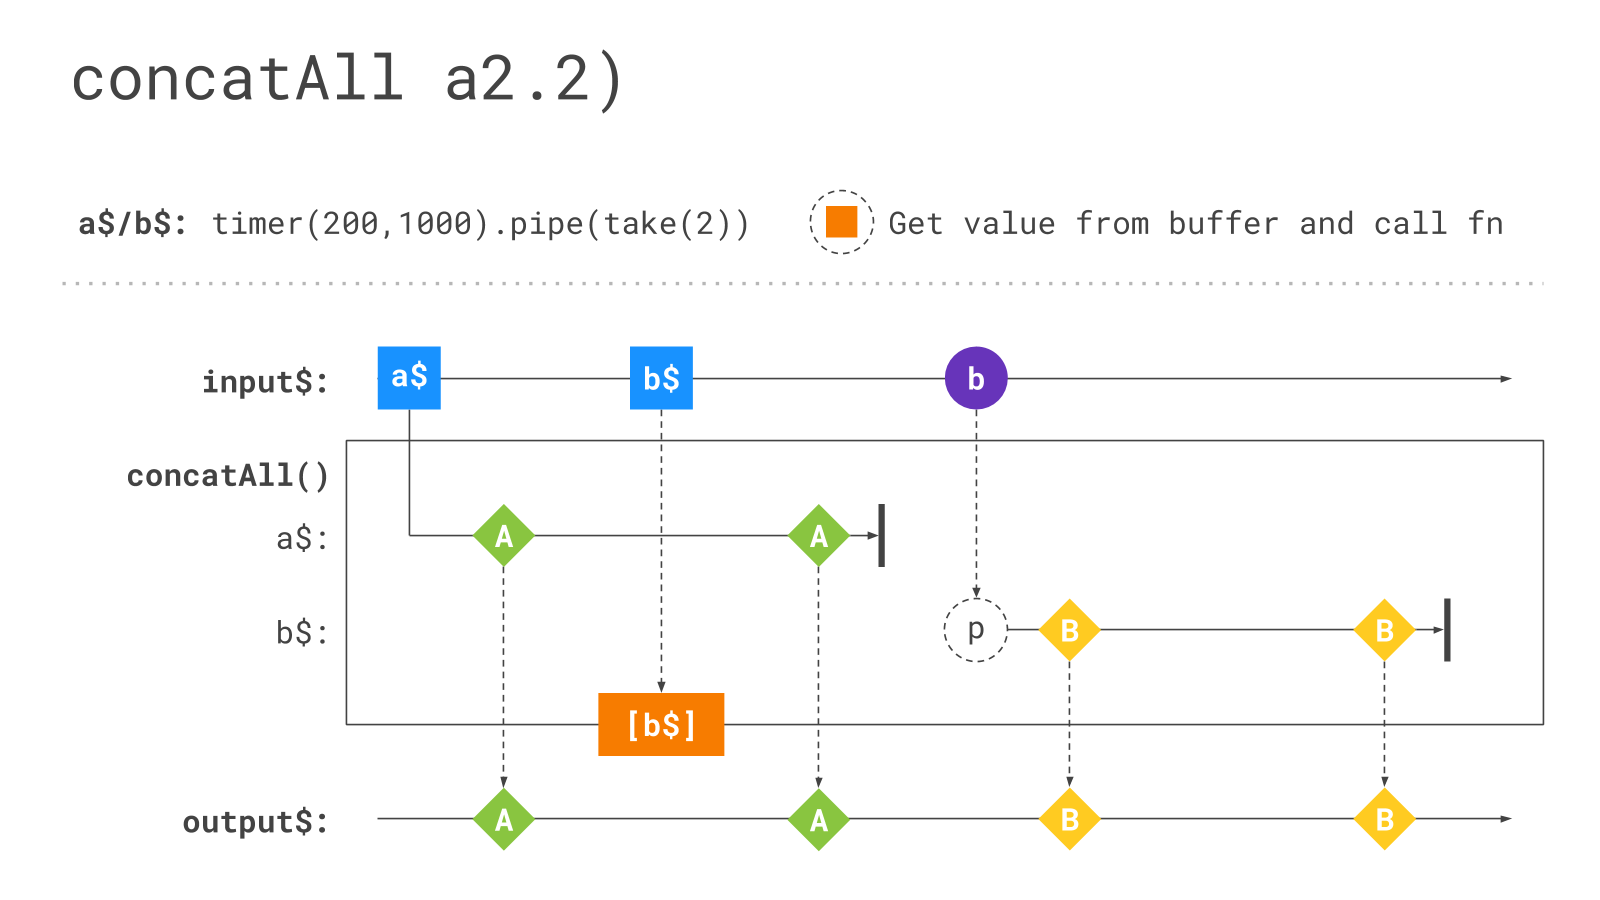 concatAll a2.2)
a$/b$: timer(200,1000).pipe(take(2))
Get value from buffer and call fn
input$: a$ b$ b
concatAll()
a$: A A
b$: p B B
[b$]
output$: A A B B